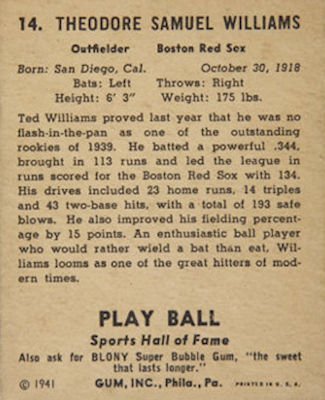 14. THEODORE SAMUEL WILLIAMS
Outfielder Boston Red Sox
Born: San Diego, Cal. October 30, 1918
Bats: Left Throws: Right
Height: 6' 3" Weight: 175 lbs.
Ted Williams proved last year that he was no
flash-in-the-pan as one of the outstanding
rookies of 1939. He batted a powerful .344,
brought in 113 runs and led the league in
runs scored for the Boston Red Sox with 134.
His drives included 23 home runs, 14 triples
and 43 two-base hits, with a total of 193 safe
blows. He also improved his fielding percent-
age by 15 points. An enthusiastic ball player
who would rather wield a bat than eat, Wil-
liams looms as one of the great hitters of mod-
ern times.
PLAY BALL
Sports Hall of Fame
Also ask for BLONY Super Bubble Gum, "the sweet
that lasts longer."
© 1941 GUM, INC., Phila., Pa. PRINTED IN U. S. A.